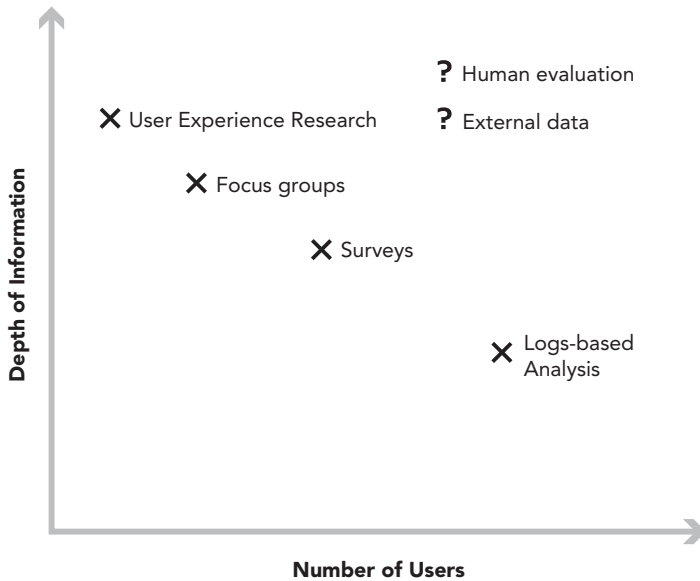 ? Human evaluation
User Experience Research
? External data
Focus groups
Surveys
Logs-based
Analysis
Depth of Information
Number of Users